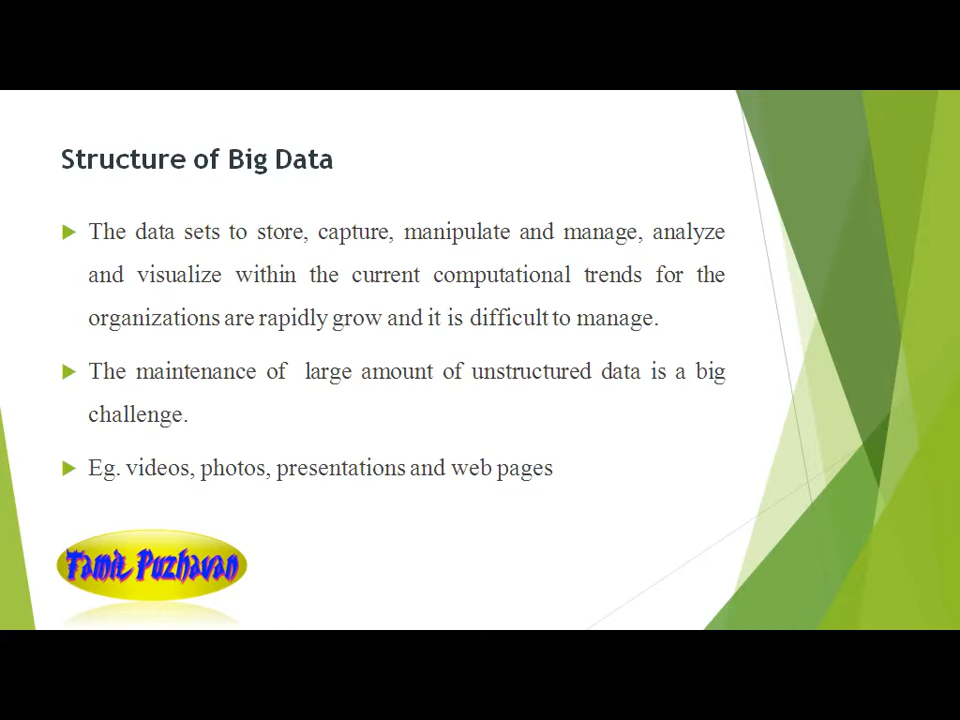 Structure of Big Data
The data sets to store, capture, manipulate and manage, analyze
and visualize within the current computational trends for the
organizations are rapidly grow and it is difficult to manage.
The maintenance of large amount of unstructured data is a big
challenge.
Eg. videos, photos, presentations and web pages
Tamil Puzhavan